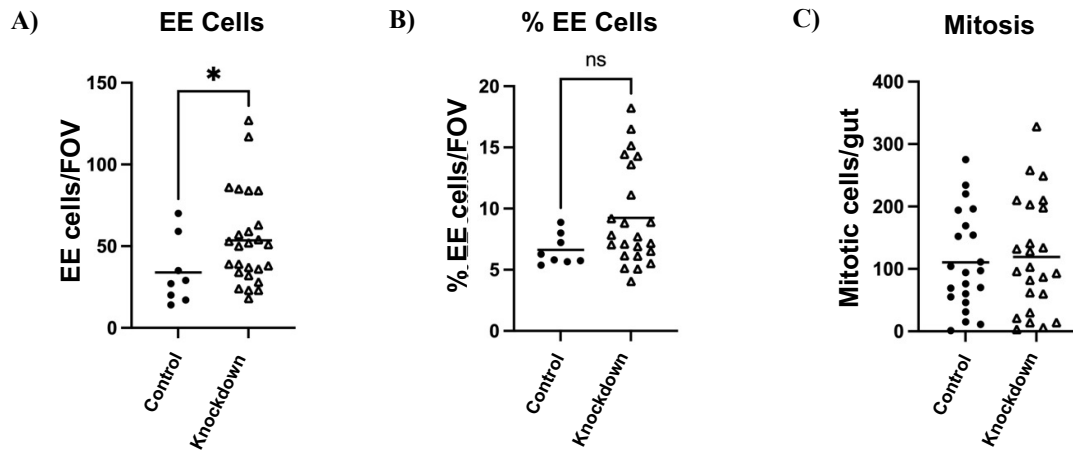 A)
EE Cells
*
EE cells/FOV
150
100
50
0
Control
Knockdown
B)
% EE Cells
ns
% EE cells/FOV
20
15
10
5
0
Control
Knockdown
C)
Mitosis
Mitotic cells/gut
400
300
200
100
0
Control
Knockdown